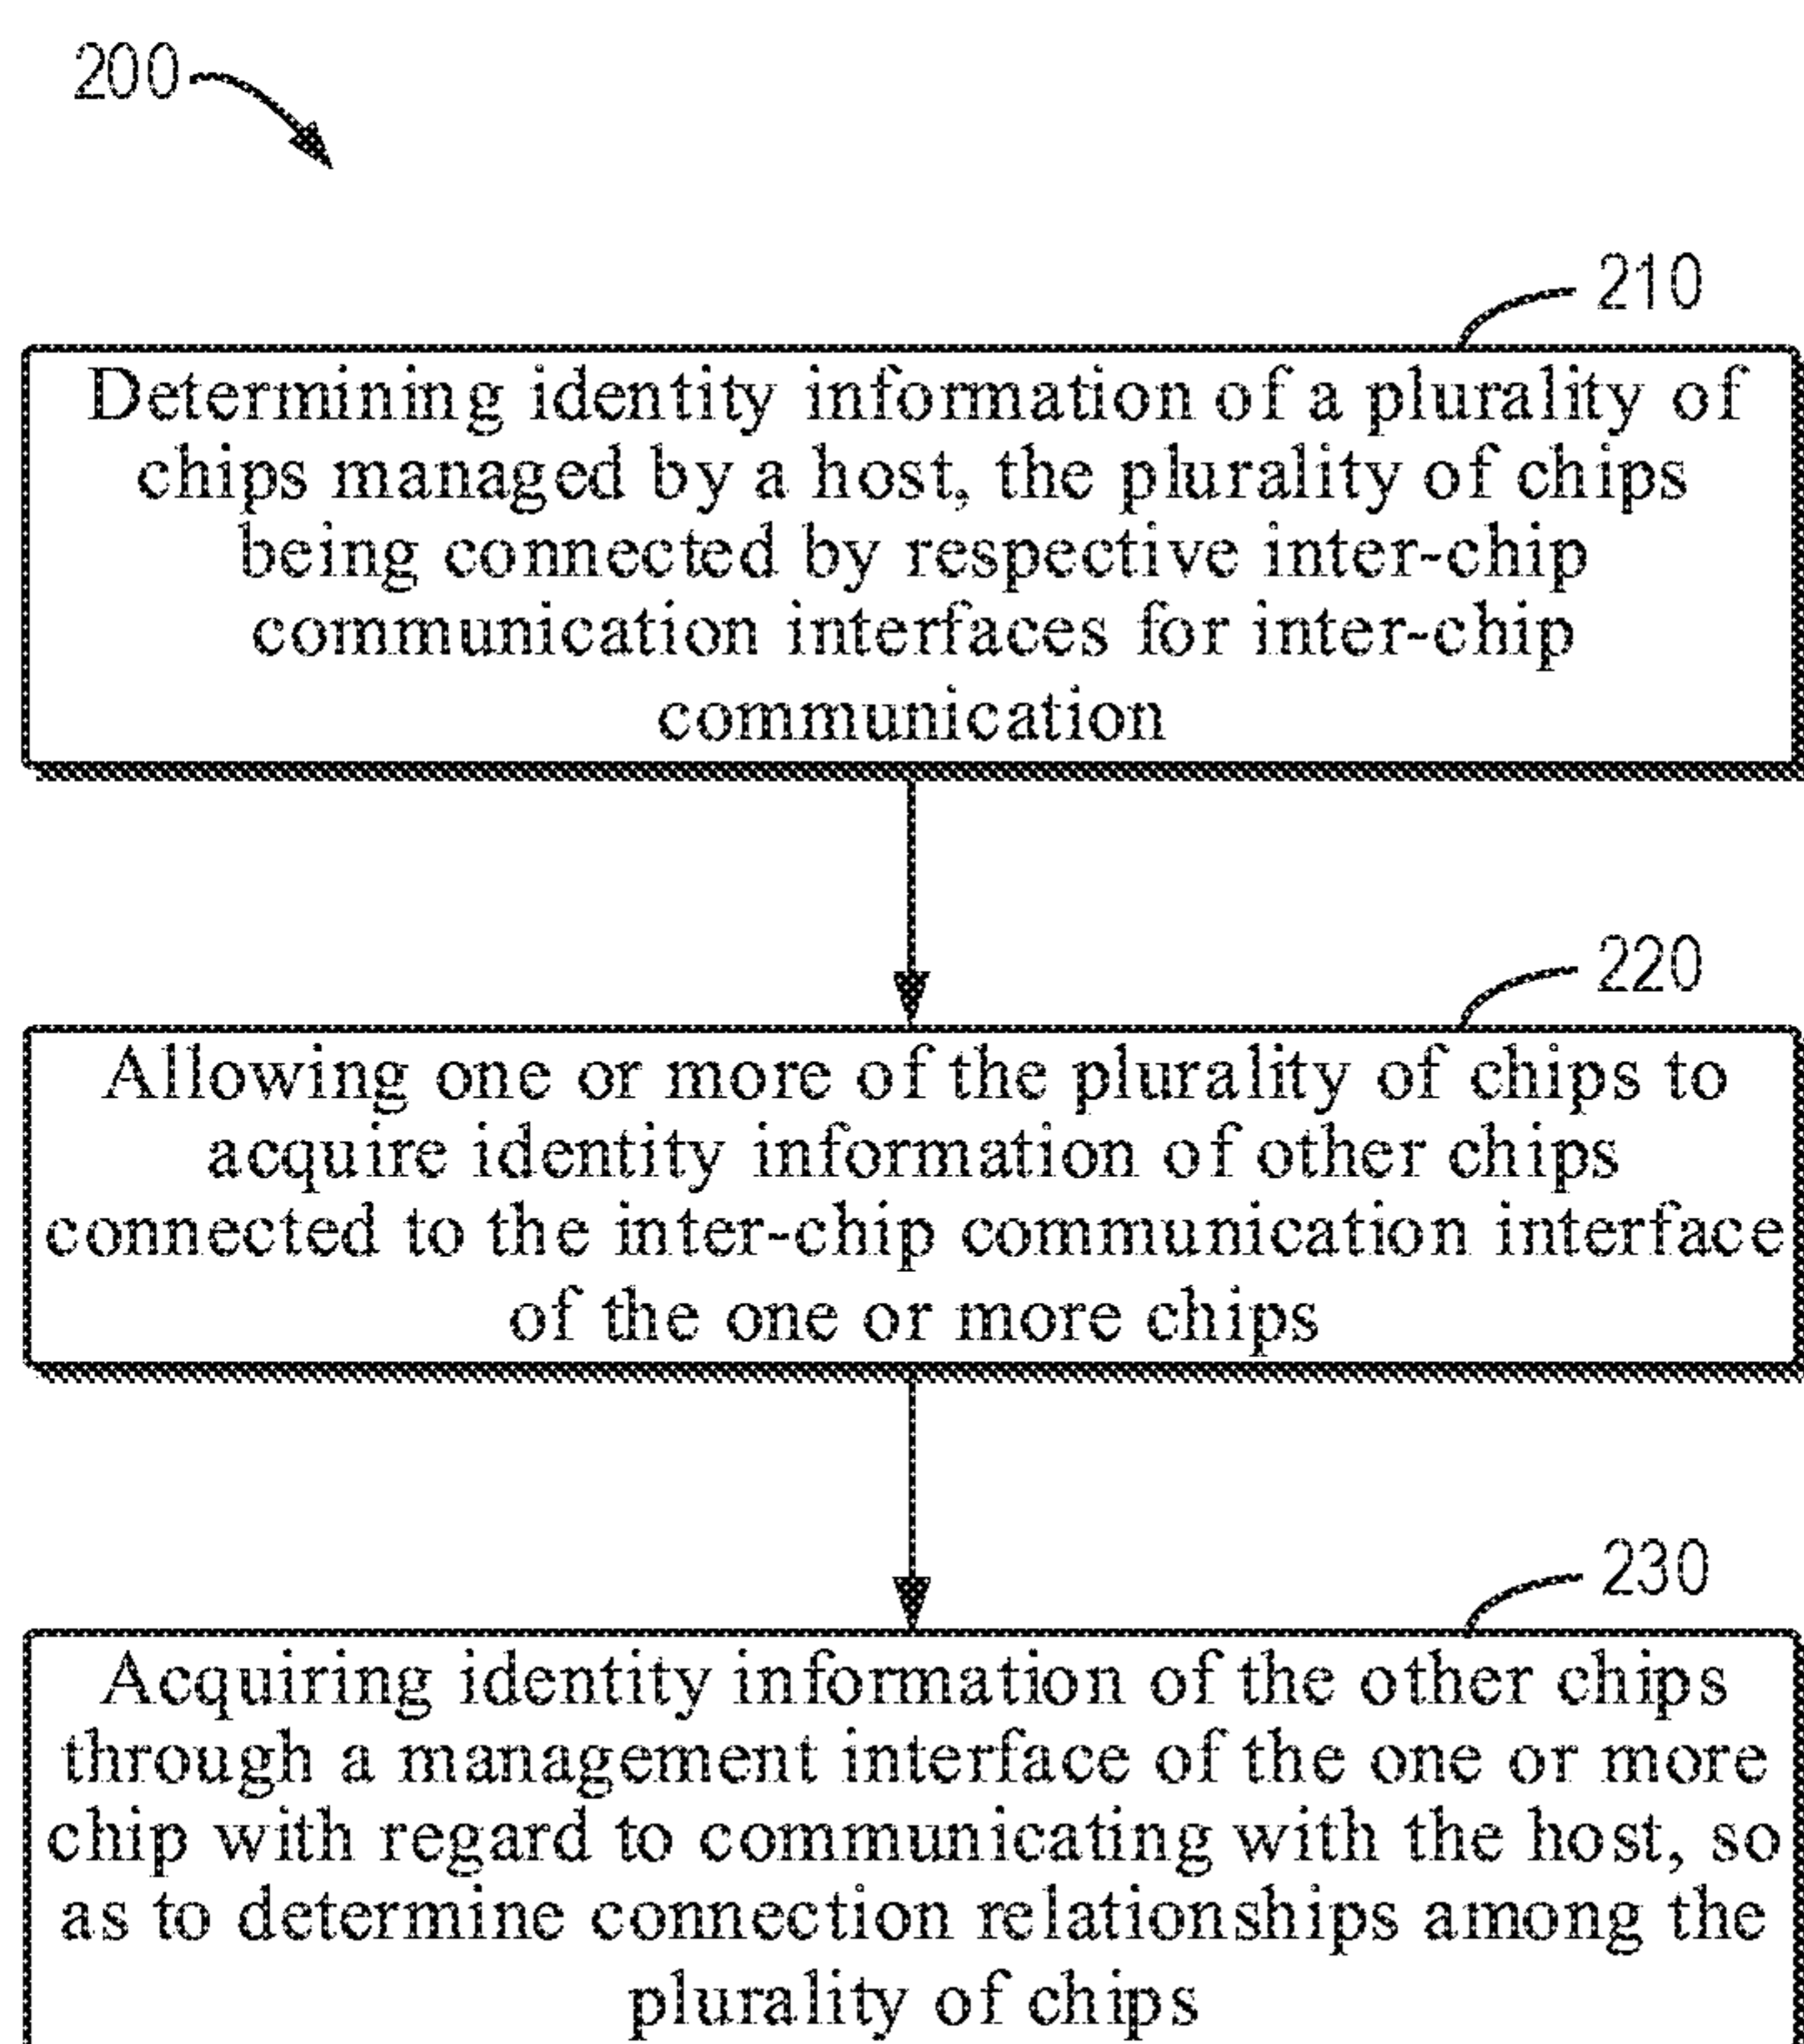 200
210
Determining identity information of a plurality of
chips managed by a host, the plurality of chips
being connected by respective inter-chip
communication interfaces for inter-chip
communication
220
Allowing one or more of the plurality of chips to
acquire identity information of other chips
connected to the inter-chip communication interface
of the one or more chips
230
Acquiring identity information of the other chips
through a management interface of the one or more
chip with regard to communicating with the host, so
as to determine connection relationships among the
plurality of chips